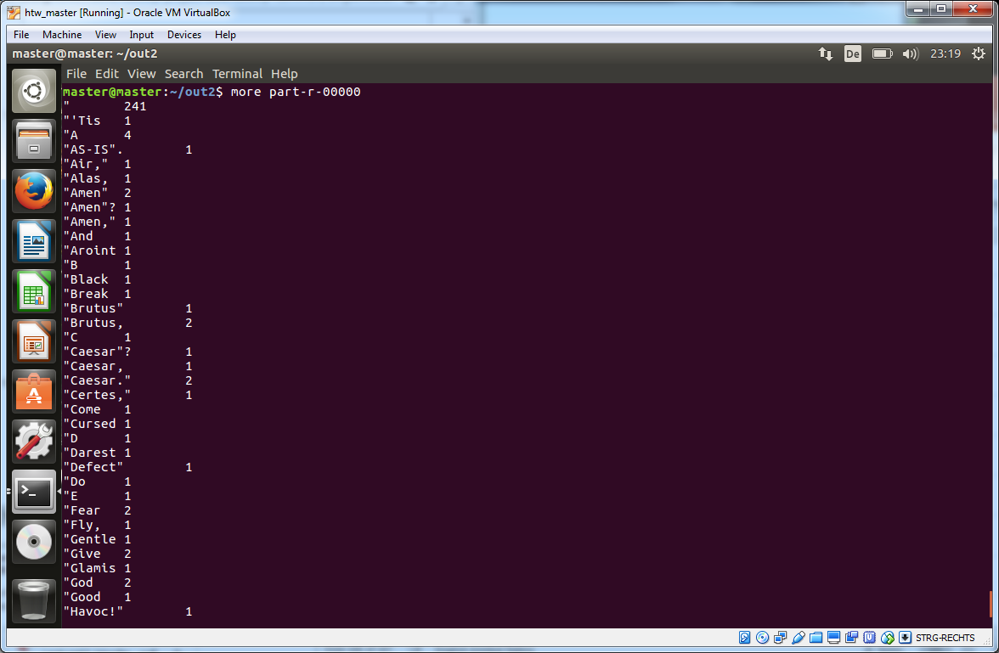 htw_master [Running] - Oracle VM VirtualBox
File Machine View Input Devices Help
master@master: ~/out2 De 23:19
File Edit View Search Terminal Help
master@master:~/out2$ more part-r-00000
" 241
"'Tis 1
"A 4
"AS-IS". 1
"Air," 1
"Alas, 1
"Amen" 2
"Amen"? 1
"Amen," 1
"And 1
"Aroint 1
"B 1
"Black 1
"Break 1
"Brutus" 1
"Brutus, 2
"C 1
"Caesar"? 1
"Caesar, 1
"Caesar." 2
"Certes," 1
"Come 1
"Cursed 1
"D 1
"Darest 1
"Defect" 1
"Do 1
"E 1
"Fear 2
"Fly, 1
"Gentle 1
"Give 2
"Glamis 1
"God 2
"Good 1
"Havoc!" 1
STRG-RECHTS